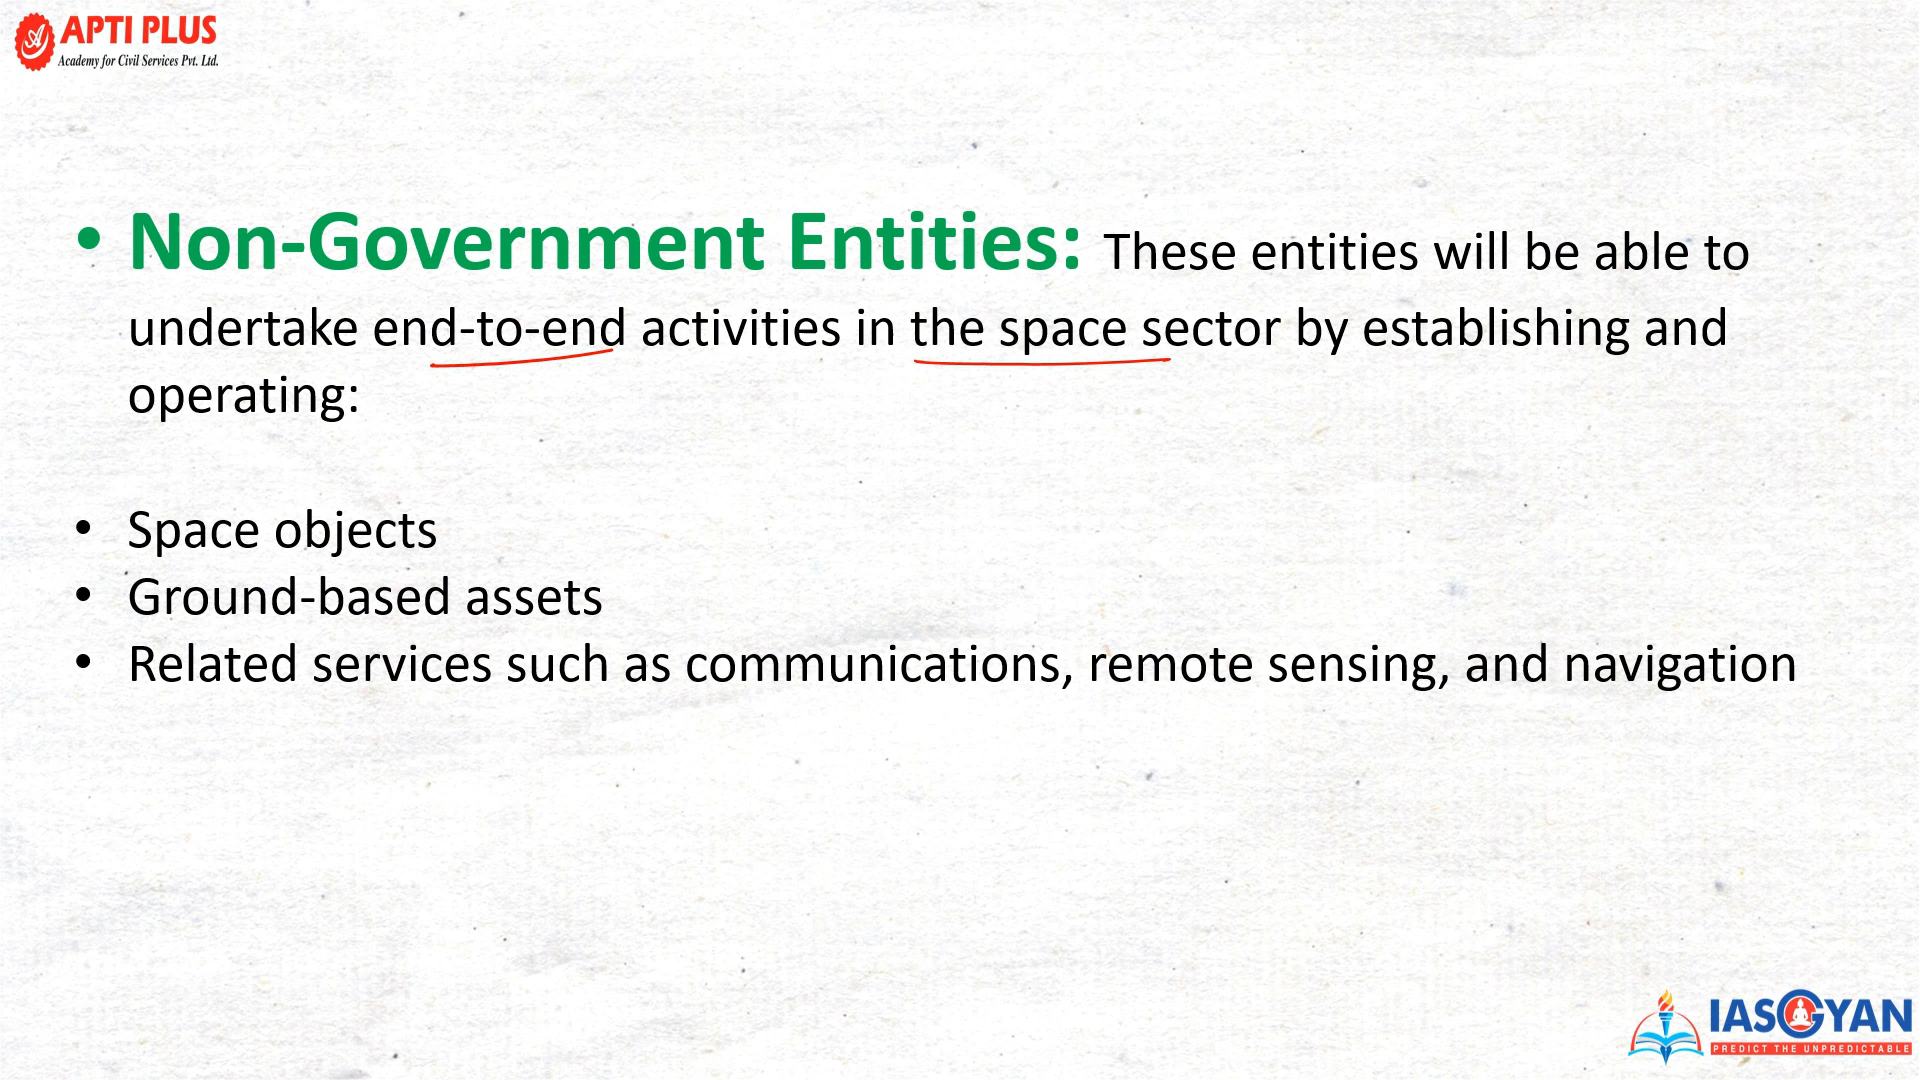 APTI PLUS
Academy for Civil Services Pvt. Ltd.
• Non-Government Entities: These entities will be able to
undertake end-to-end activities in the space sector by establishing and
operating:
• Space objects
• Ground-based assets
• Related services such as communications, remote sensing, and navigation
IASGYAN
PREDICT THE UNPREDICTABLE